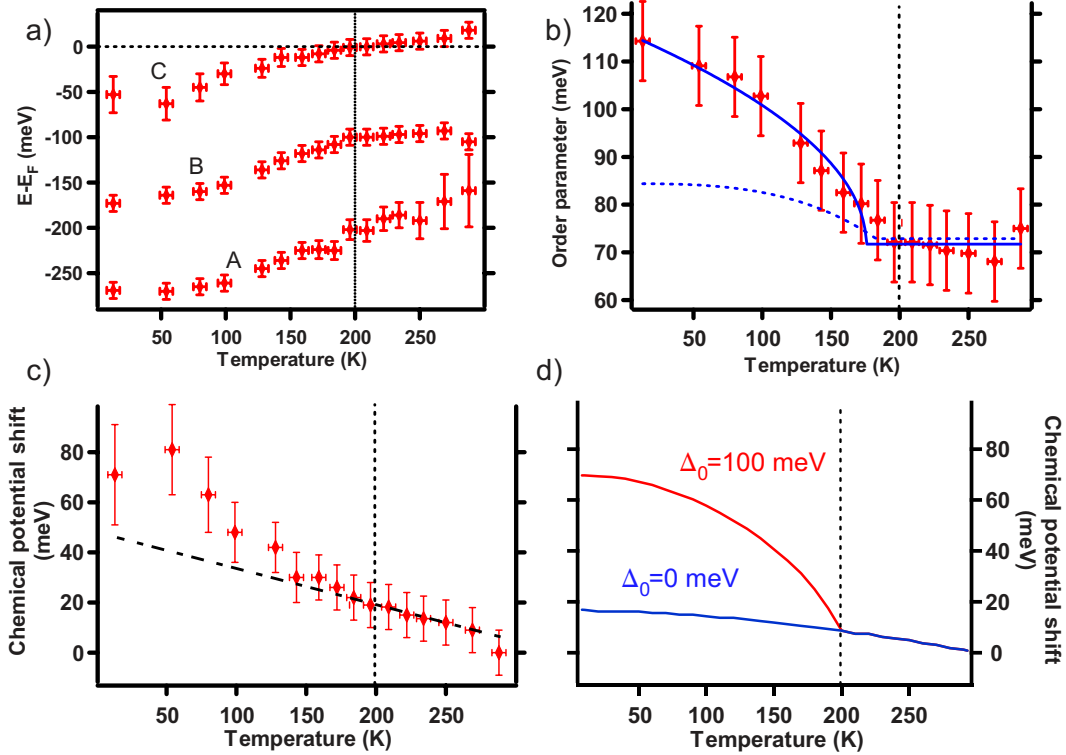 a)
E-E_F (meV)
0
-50
-100
-150
-200
-250
C
B
A
50
100
150
200
250
Temperature (K)
b)
Order parameter (meV)
120
110
100
90
80
70
60
50
100
150
200
250
Temperature (K)
c)
Chemical potential shift
(meV)
80
60
40
20
0
50
100
150
200
250
Temperature (K)
d)
Δ₀=100 meV
Δ₀=0 meV
80
60
40
20
0
Chemical potential shift
(meV)
50
100
150
200
250
Temperature (K)